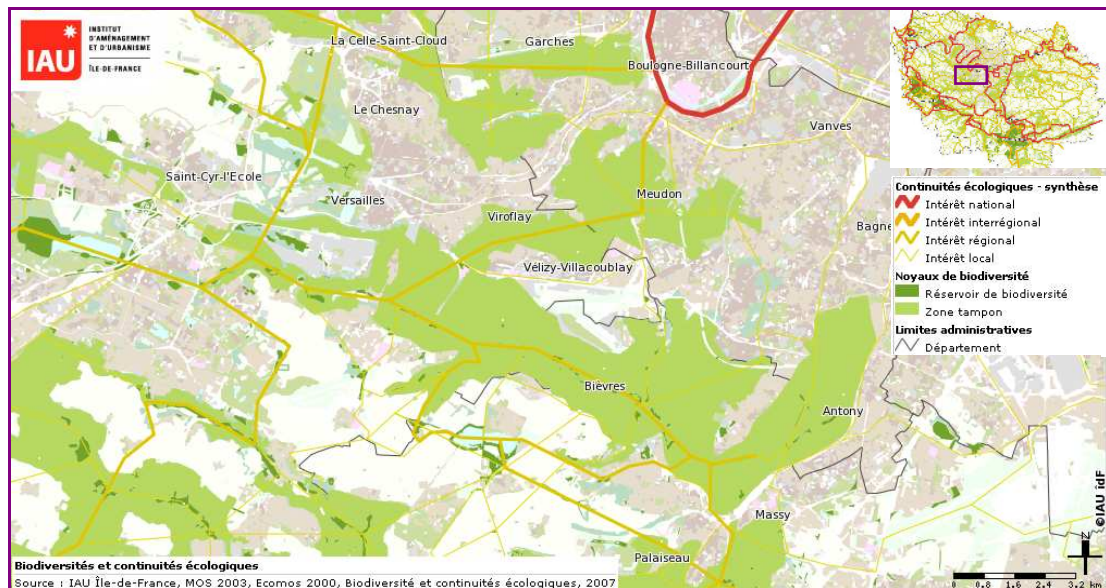 IAU
INSTITUT
D'AMÉNAGEMENT
ET D'URBANISME
ÎLE-DE-FRANCE
La Celle-Saint-Cloud
Garches
Boulogne-Billancourt
Le Chesnay
Vanves
Saint-Cyr-l'Ecole
Versailles
Meudon
Viroflay
Bagne
Vélizy-Villacoublay
Bièvres
Antony
Massy
Palaiseau
Continuités écologiques - synthèse
Intérêt national
Intérêt interrégional
Intérêt régional
Intérêt local
Noyaux de biodiversité
Réservoir de biodiversité
Zone tampon
Limites administratives
Département
©IAU îdF
N
0 0.8 1.6 2.4 3.2 km
Biodiversités et continuités écologiques
Source : IAU Île-de-France, MOS 2003, Ecomos 2000, Biodiversité et continuités écologiques, 2007